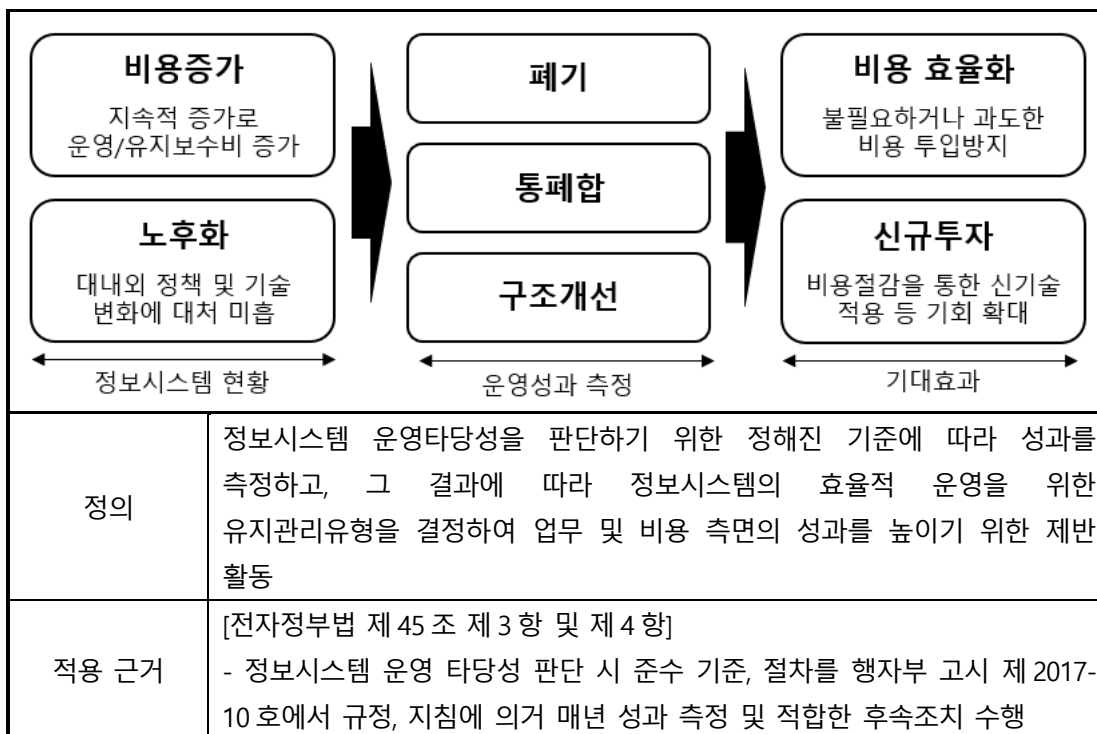 비용증가
지속적 증가로
운영/유지보수비 증가
노후화
대내외 정책 및 기술
변화에 대처 미흡
정보시스템 현황
폐기
통폐합
구조개선
운영성과 측정
비용 효율화
불필요하거나 과도한
비용 투입방지
신규투자
비용절감을 통한 신기술
적용 등 기회 확대
기대효과
정의
정보시스템 운영타당성을 판단하기 위한 정해진 기준에 따라 성과를
측정하고, 그 결과에 따라 정보시스템의 효율적 운영을 위한
유지관리유형을 결정하여 업무 및 비용 측면의 성과를 높이기 위한 제반
활동
적용 근거
[전자정부법 제 45 조 제 3 항 및 제 4 항]
- 정보시스템 운영 타당성 판단 시 준수 기준, 절차를 행자부 고시 제 2017-
10 호에서 규정, 지침에 의거 매년 성과 측정 및 적합한 후속조치 수행